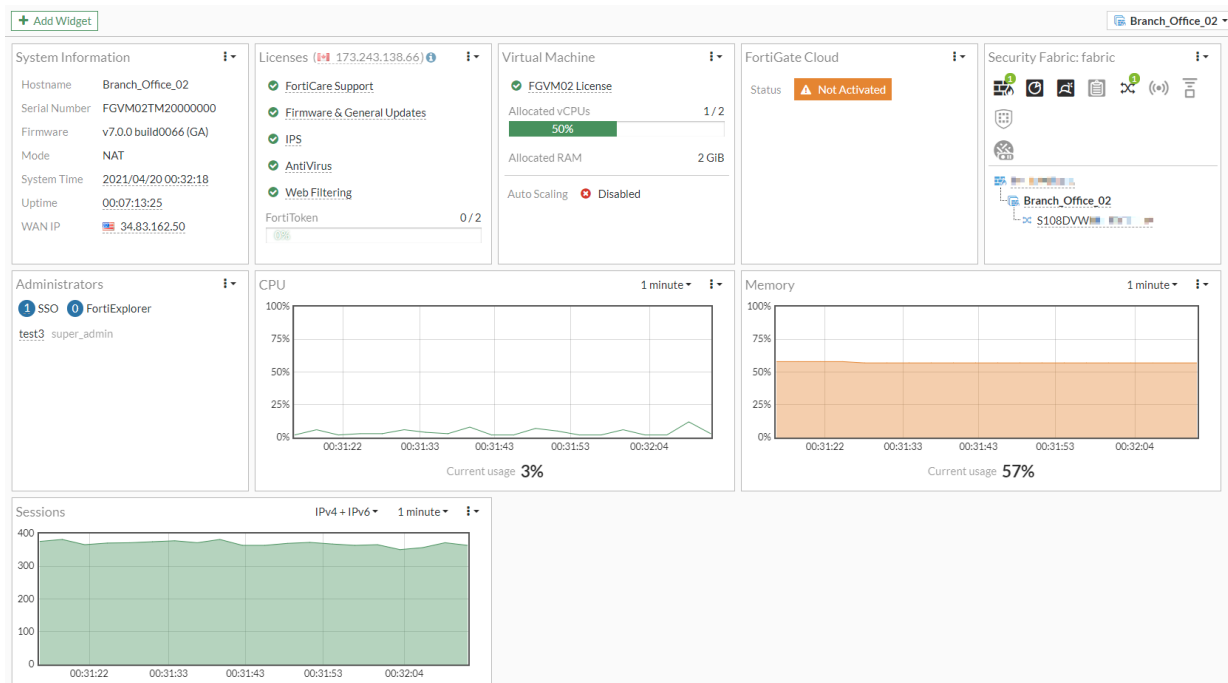 Add Widget
Branch_Office_02
System Information
Hostname Branch_Office_02
Serial Number FGVM02TM20000000
Firmware v7.0.0 build0066 (GA)
Mode NAT
System Time 2021/04/20 00:32:18
Uptime 00:07:13:25
WAN IP 34.83.162.50
Licenses (173.243.138.66)
FortiCare Support
Firmware & General Updates
IPS
AntiVirus
Web Filtering
FortiToken 0 / 2
0%
Virtual Machine
FGVM02 License
Allocated vCPUs 1 / 2
50%
Allocated RAM 2 GiB
Auto Scaling Disabled
FortiGate Cloud
Status Not Activated
Security Fabric: fabric
1 1
Branch_Office_02
S108DVW
Administrators
1 SSO 0 FortiExplorer
test3 super_admin
CPU 1 minute
100%
75%
50%
25%
0%
00:31:22 00:31:33 00:31:43 00:31:53 00:32:04
Current usage 3%
Memory 1 minute
100%
75%
50%
25%
0%
00:31:22 00:31:33 00:31:43 00:31:53 00:32:04
Current usage 57%
Sessions IPv4 + IPv6 1 minute
400
300
200
100
0
00:31:22 00:31:33 00:31:43 00:31:53 00:32:04